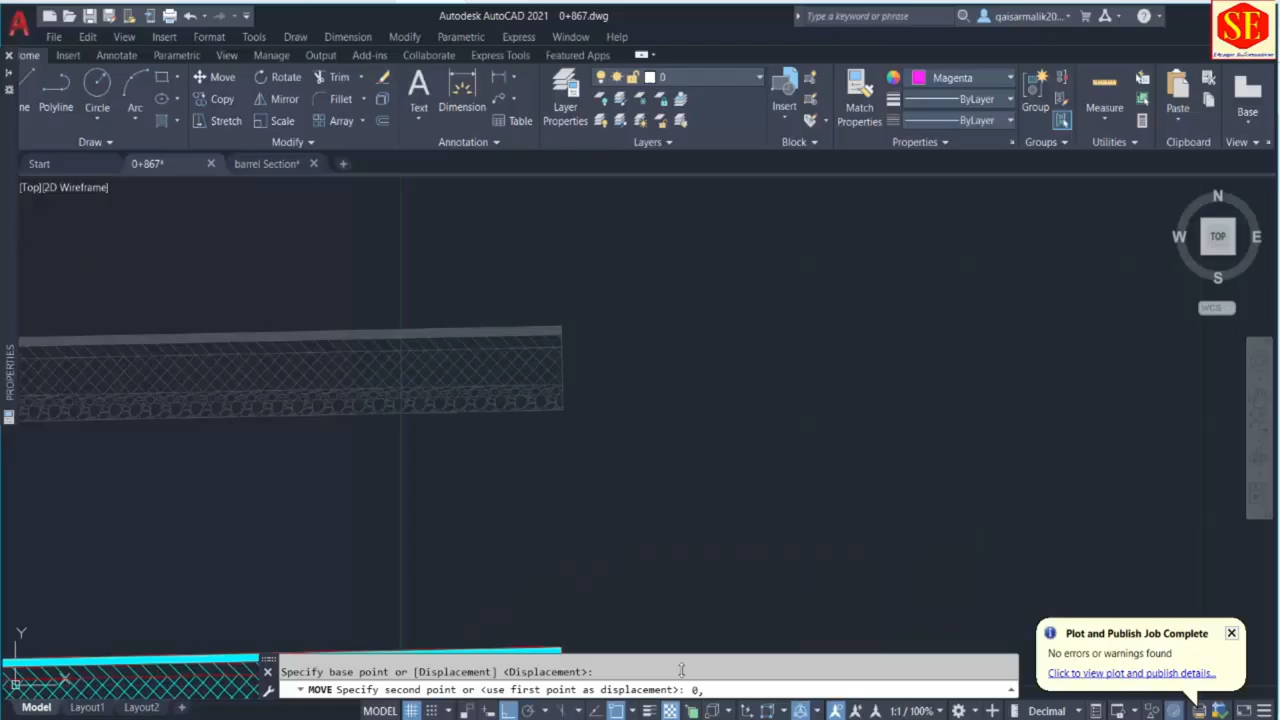 Autodesk AutoCAD 2021 0+867.dwg
Type a keyword or phrase
qaisarmalik20...
SE
File Edit View Insert Format Tools Draw Dimension Modify Parametric Express Window Help
ome Insert Annotate Parametric View Manage Output Add-ins Collaborate Express Tools Featured Apps
Move Rotate Trim
0
Magenta
Copy Mirror Fillet
ByLayer
ne Polyline Circle Arc
Text Dimension
Layer Properties
Insert
Match Properties
Group Measure Paste Base
Stretch Scale Array
Table
ByLayer
Draw Modify Annotation Layers Block Properties Groups Utilities Clipboard View
Start 0+867* barrel Section*
[Top][2D Wireframe]
N
W TOP E
S
WCS
PROPERTIES
Y
X
Plot and Publish Job Complete
No errors or warnings found
Click to view plot and publish details...
Specify base point or [Displacement] <Displacement>:
MOVE Specify second point or <use first point as displacement>: 0,
Model Layout1 Layout2
MODEL 1:1 / 100% Decimal